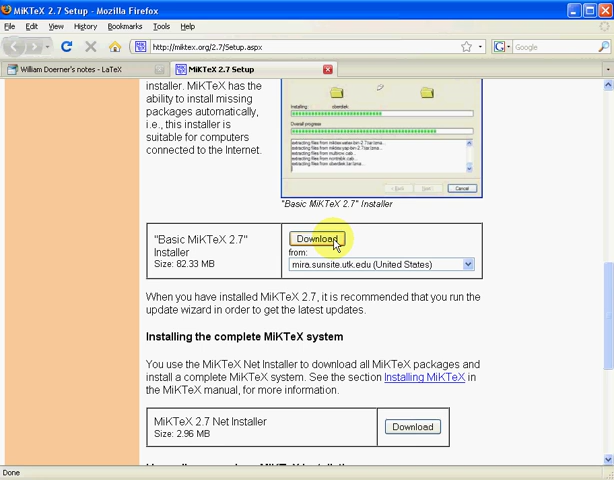 MiKTeX 2.7 Setup - Mozilla Firefox
File Edit View History Bookmarks Tools Help
http://miktex.org/2.7/Setup.aspx
Google
William Doerner's notes - LaTeX
MiKTeX 2.7 Setup
installer. MiKTeX has the
ability to install missing
packages automatically,
i.e., this installer is
suitable for computers
connected to the Internet.
Installing:
Overall progress
Cancel
"Basic MiKTeX 2.7" Installer
"Basic MiKTeX 2.7"
Installer
Size: 82.33 MB
Download
from:
mira.sunsite.utk.edu (United States)
When you have installed MiKTeX 2.7, it is recommended that you run the
update wizard in order to get the latest updates.
Installing the complete MiKTeX system
You use the MiKTeX Net Installer to download all MiKTeX packages and
install a complete MiKTeX system. See the section Installing MiKTeX in
the MiKTeX manual, for more information.
MiKTeX 2.7 Net Installer
Size: 2.96 MB
Download
Done